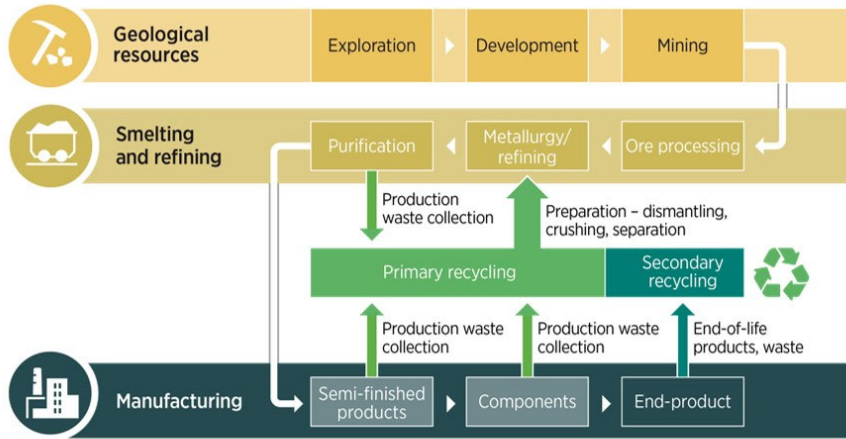 Geological
resources
Exploration
Development
Mining
Smelting
and refining
Purification
Metallurgy/
refining
Ore processing
Production
waste collection
Preparation – dismantling,
crushing, separation
Primary recycling
Secondary
recycling
Production waste
collection
Production waste
collection
End-of-life
products, waste
Manufacturing
Semi-finished
products
Components
End-product